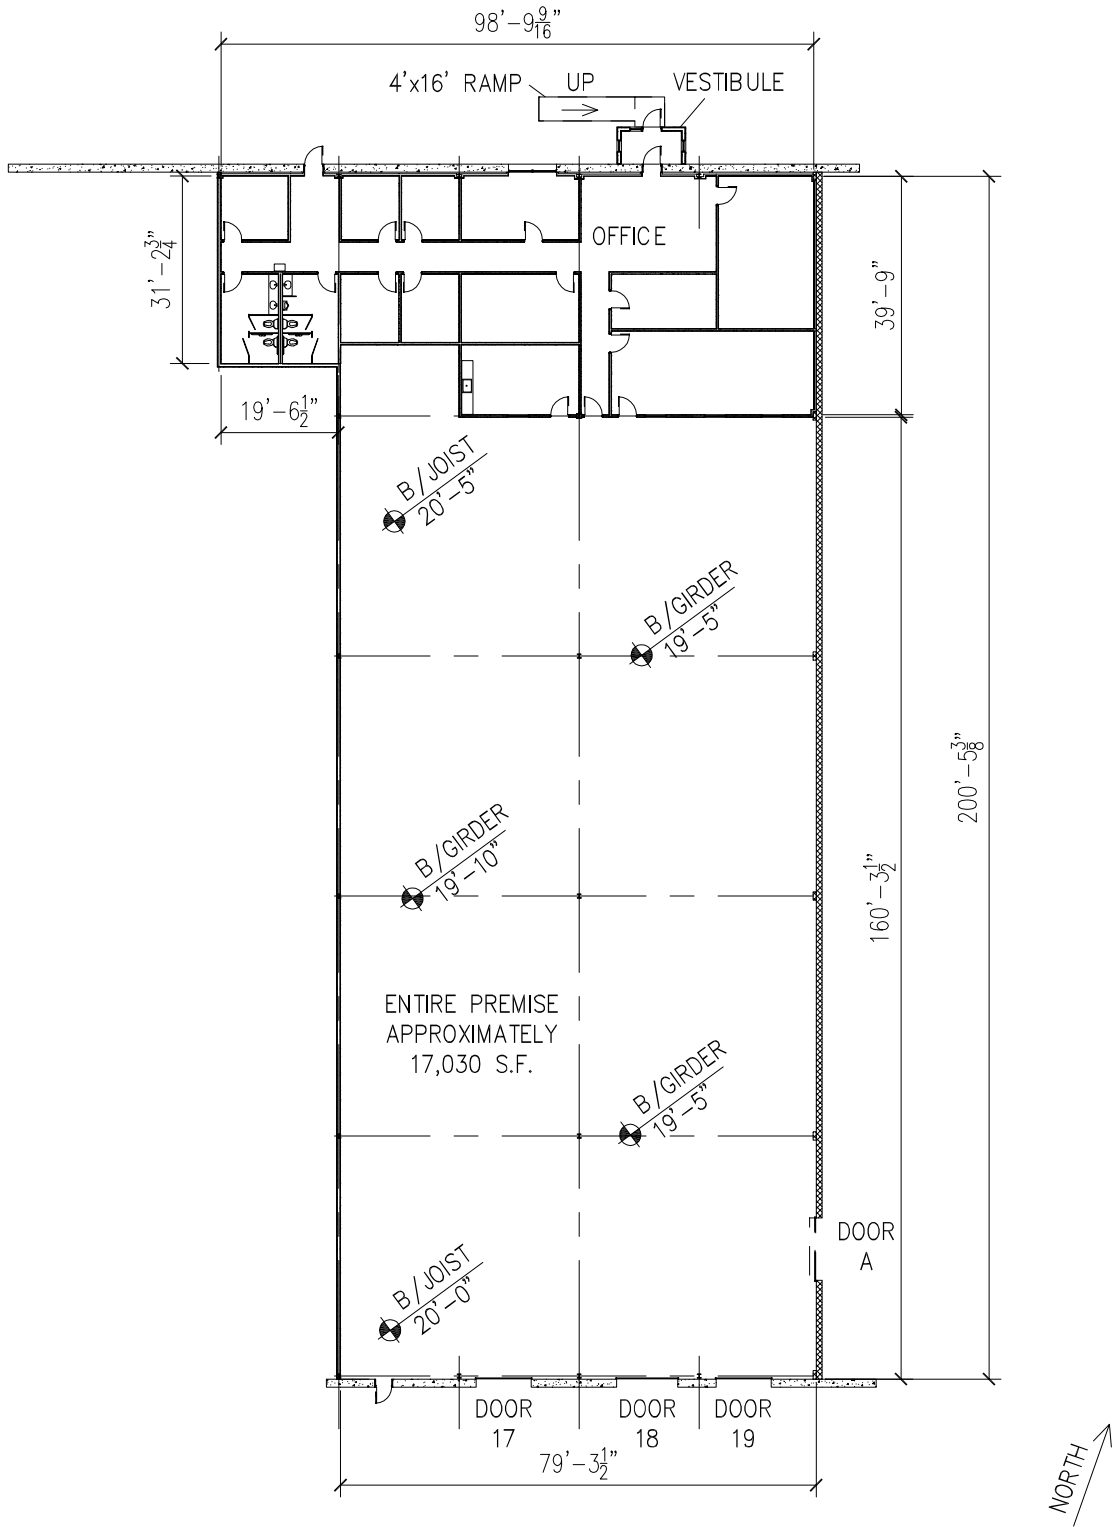 98'-9 9/16"
4'x16' RAMP
UP
VESTIBULE
OFFICE
31'-2 3/4"
39'-9"
19'-6 1/2"
B/JOIST
20'-5"
B/GIRDER
19'-5"
200'-5 3/8"
B/GIRDER
19'-10"
160'-3 1/2"
ENTIRE PREMISE
APPROXIMATELY
17,030 S.F.
B/GIRDER
19'-5"
DOOR
A
B/JOIST
20'-0"
DOOR
17
DOOR
18
DOOR
19
79'-3 1/2"
NORTH